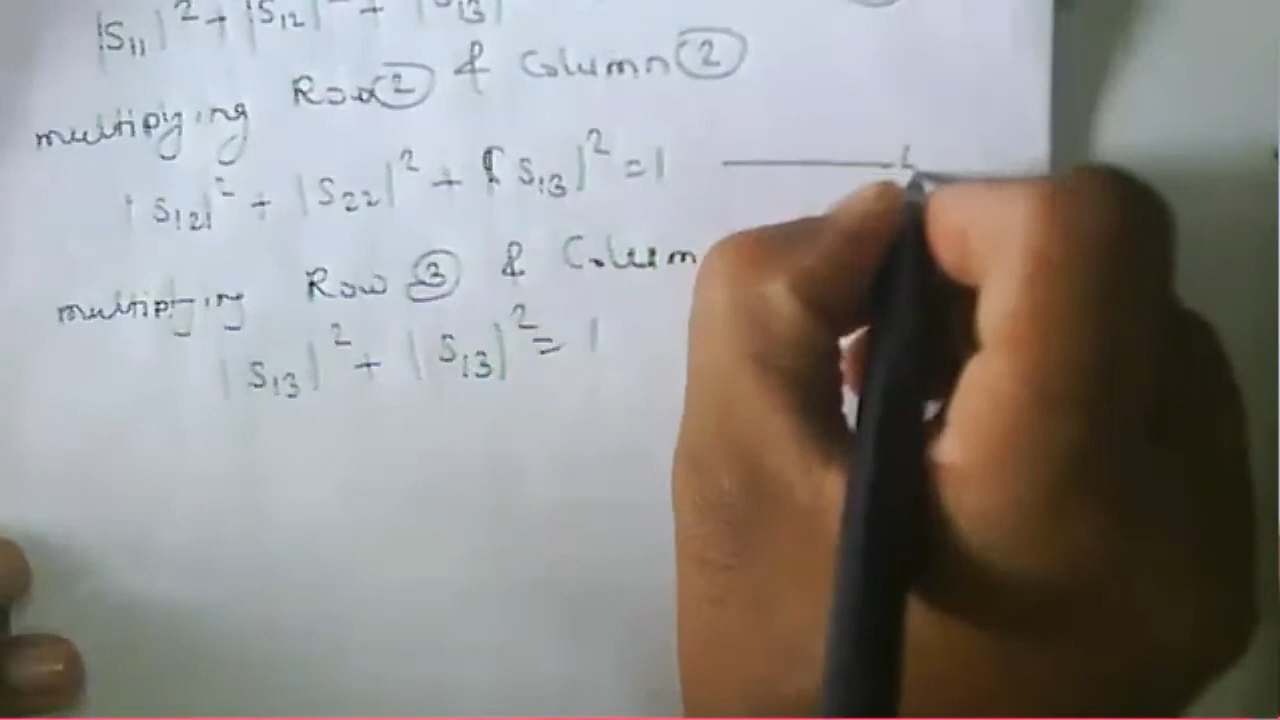 |S11|² + |S12|² + |S13|
multiplying Row ② & Column ②
|S12|² + |S22|² + |S13|² = 1
multiplying Row ③ & Colum
|S13|² + |S13|² = 1